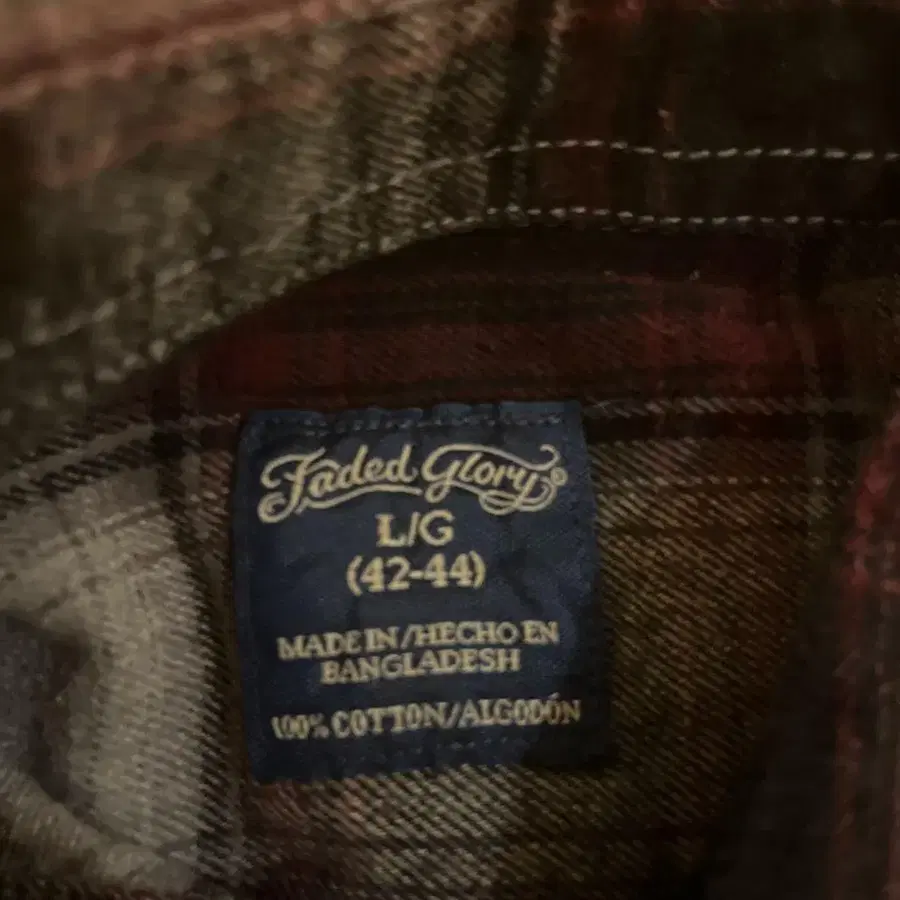 Faded Glory®
L/G
(42-44)
MADE IN/HECHO EN
BANGLADESH
100% COTTON/ALGODÓN